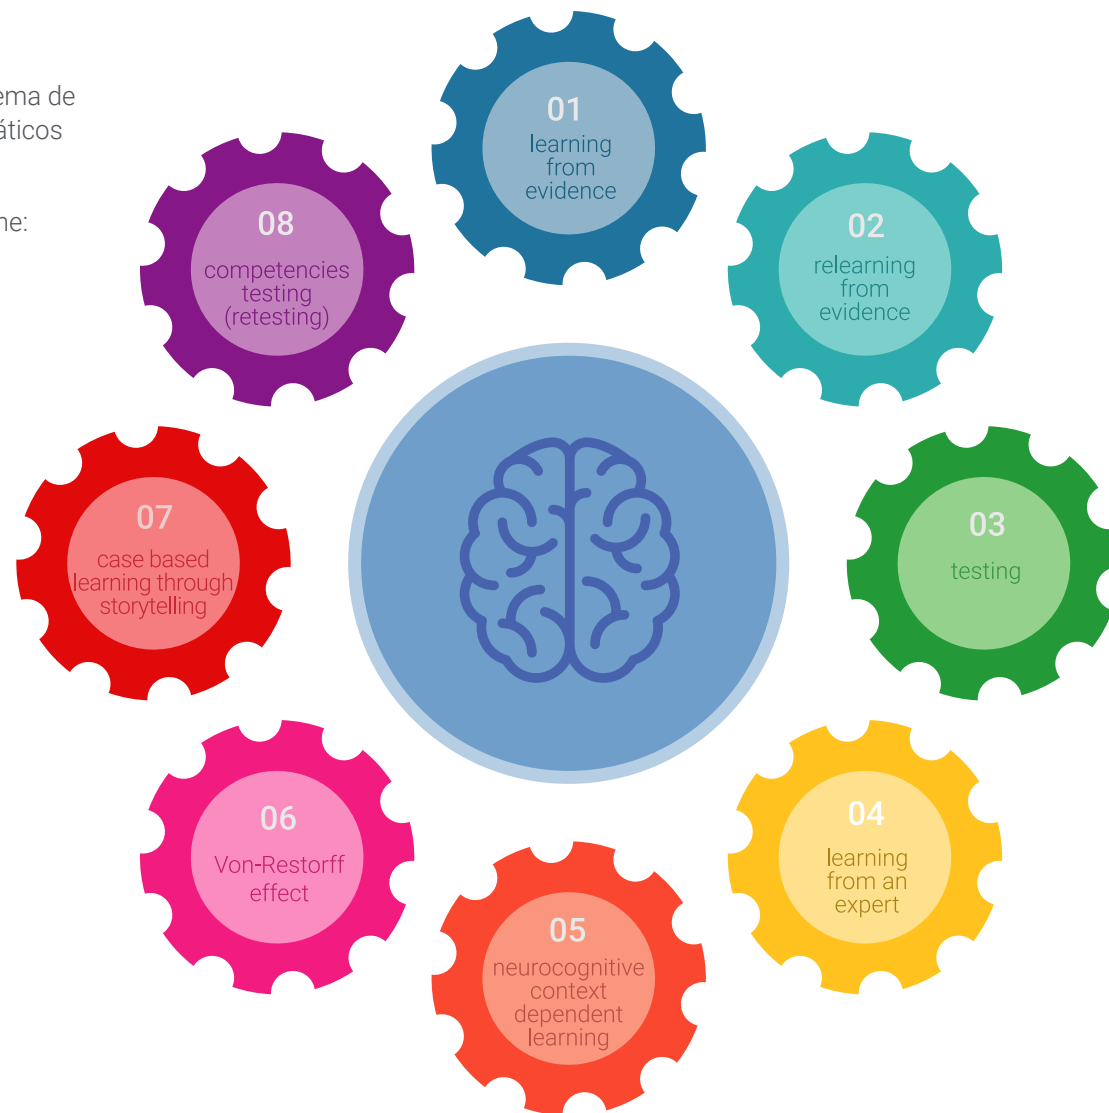 ema de
áticos
ne:
01
learning
from
evidence
02
relearning
from
evidence
03
testing
04
learning
from an
expert
05
neurocognitive
context
dependent
learning
06
Von-Restorff
effect
07
case based
learning through
storytelling
08
competencies
testing
(retesting)